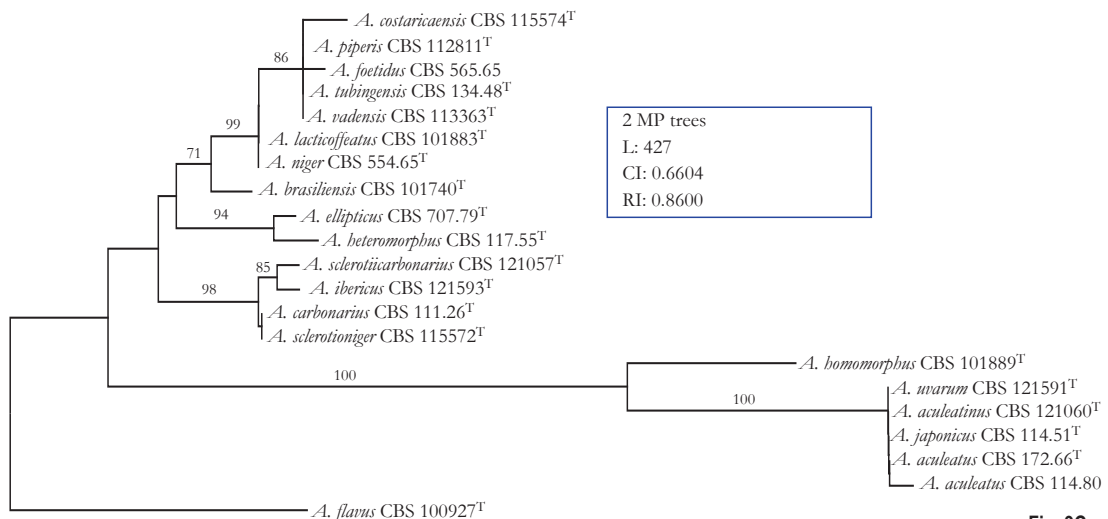 A. costaricaensis CBS 115574T
A. piperis CBS 112811T
86
A. foetidus CBS 565.65
A. tubingensis CBS 134.48T
A. vadensis CBS 113363T
99
A. lacticoffeatus CBS 101883T
71
A. niger CBS 554.65T
A. brasiliensis CBS 101740T
94
A. ellipticus CBS 707.79T
A. heteromorphus CBS 117.55T
85
A. sclerotiicarbonarius CBS 121057T
98
A. ibericus CBS 121593T
A. carbonarius CBS 111.26T
A. sclerotioniger CBS 115572T
2 MP trees
L: 427
CI: 0.6604
RI: 0.8600
A. homomorphus CBS 101889T
100
A. uvarum CBS 121591T
100
A. aculeatinus CBS 121060T
A. japonicus CBS 114.51T
A. aculeatus CBS 172.66T
A. aculeatus CBS 114.80
A. flavus CBS 100927T